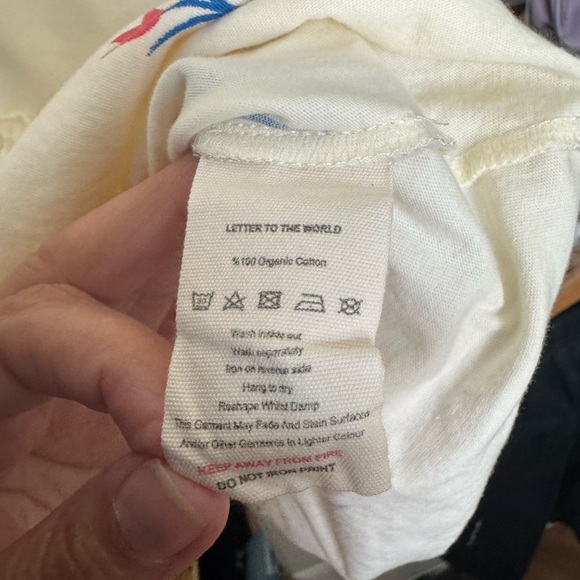 LETTER TO THE WORLD
%100 Organic Cotton
30
Wash inside out
Wash separately
Iron on reverse side
Hang to dry
Reshape Whilst Damp
This Garment May Fade And Stain Surfaces
And/or Other Garments In Lighter Colour
KEEP AWAY FROM FIRE
DO NOT IRON PRINT